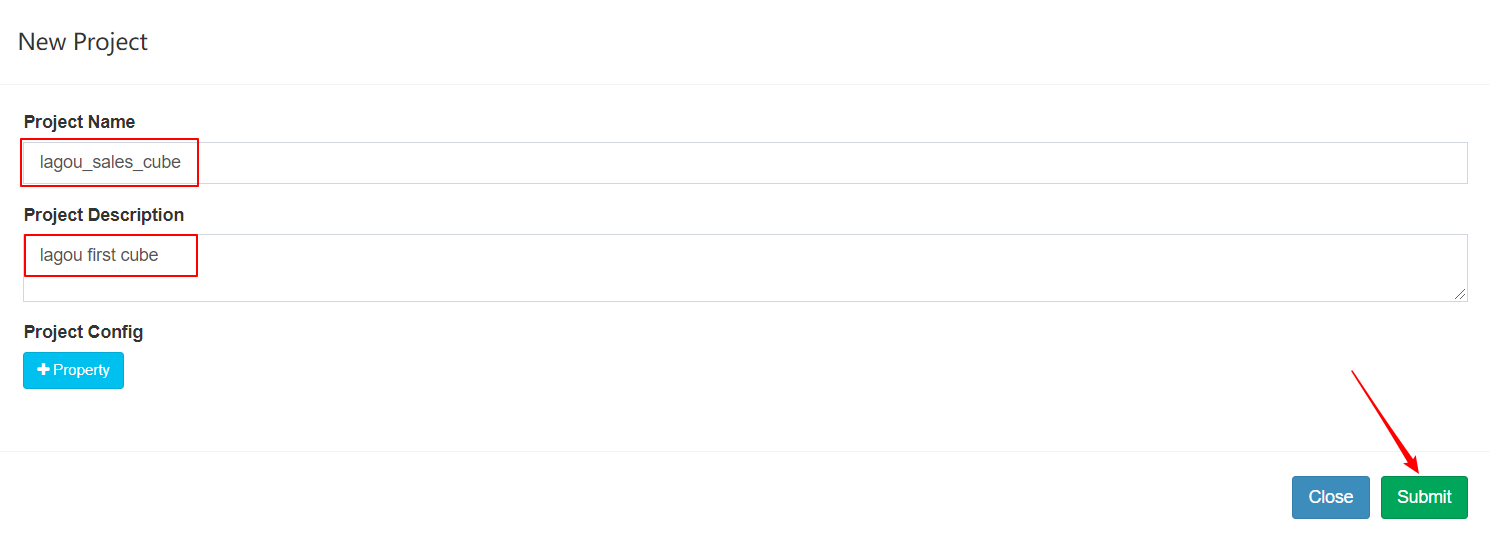 New Project
Project Name
lagou_sales_cube
Project Description
lagou first cube
Project Config
Property
Close
Submit